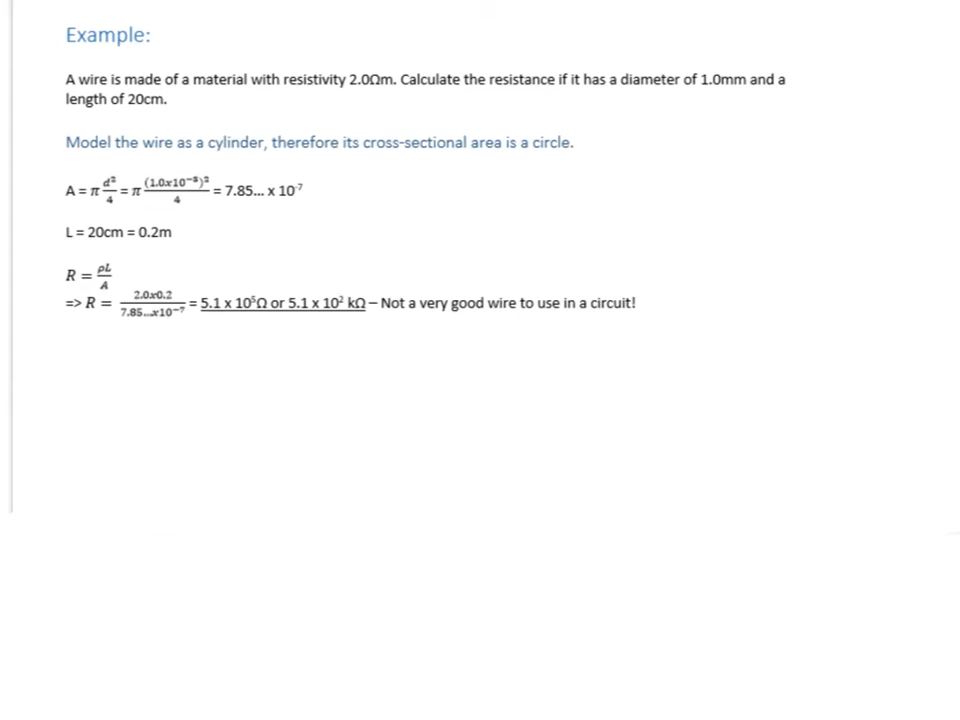 Example:
A wire is made of a material with resistivity 2.0Ωm. Calculate the resistance if it has a diameter of 1.0mm and a
length of 20cm.
Model the wire as a cylinder, therefore its cross-sectional area is a circle.
A = π d²/4 = π (1.0x10⁻³)²/4 = 7.85... x 10⁻⁷
L = 20cm = 0.2m
R = ρL/A
=> R = 2.0x0.2/7.85...x10⁻⁷ = 5.1 x 10⁵Ω or 5.1 x 10² kΩ – Not a very good wire to use in a circuit!